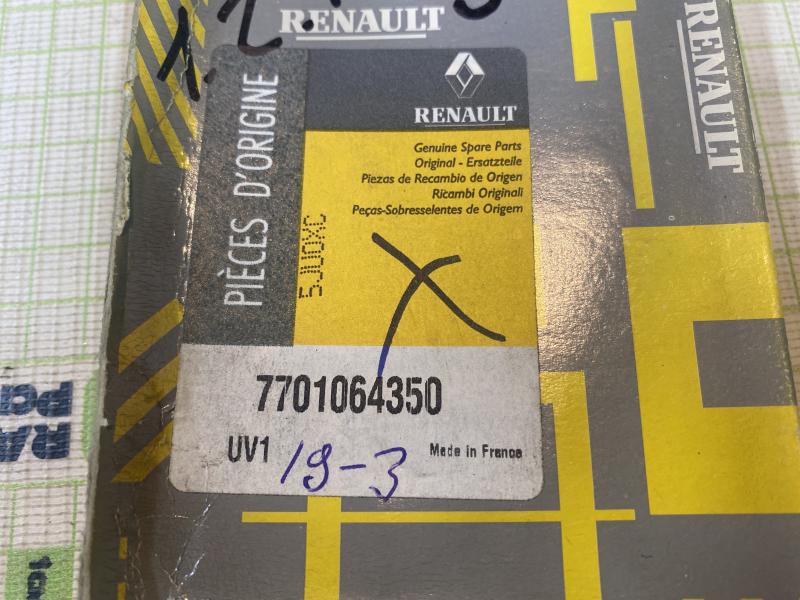 RENAULT
RENAULT
PIÈCES D'ORIGINE
RENAULT
Genuine Spare Parts
Original - Ersatzteile
Piezas de Recambio de Origen
Ricambi Originali
Peças-Sobresselentes de Origem
7701064350
UV1
19-3
Made in France